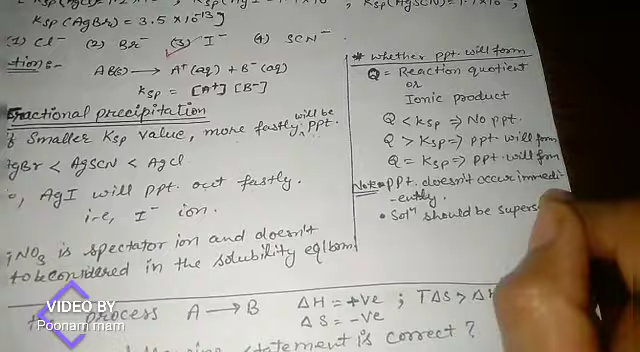 Ksp(AgBr) = 3.5 × 10⁻¹³]
(1) Cl⁻ (2) Br⁻ (3) I⁻ (4) SCN⁻
tion:-
AB(s) ⟶ A⁺(aq) + B⁻(aq)
Ksp = [A⁺] [B⁻]
Fractional precipitation
Smaller Ksp value, more fastly will be ppt.
AgBr < AgSCN < AgCl
AgI will ppt. out fastly.
i-e, I⁻ ion.
NO₃ is spectator ion and doesn't
to be considered in the solubility eqlbm
* whether ppt. will form
Q = Reaction quotient
or
Ionic product
Q < Ksp ⇒ No ppt.
Q > Ksp ⇒ ppt will form
Q = Ksp ⇒ ppt. will form
Note:- ppt. doesn't occur immedi-
-ently.
• Solⁿ should be supers
process A ⟶ B ΔH = +ve ; TΔS > ΔH
ΔS = -ve
statement is correct ?
VIDEO BY
Poonam mam